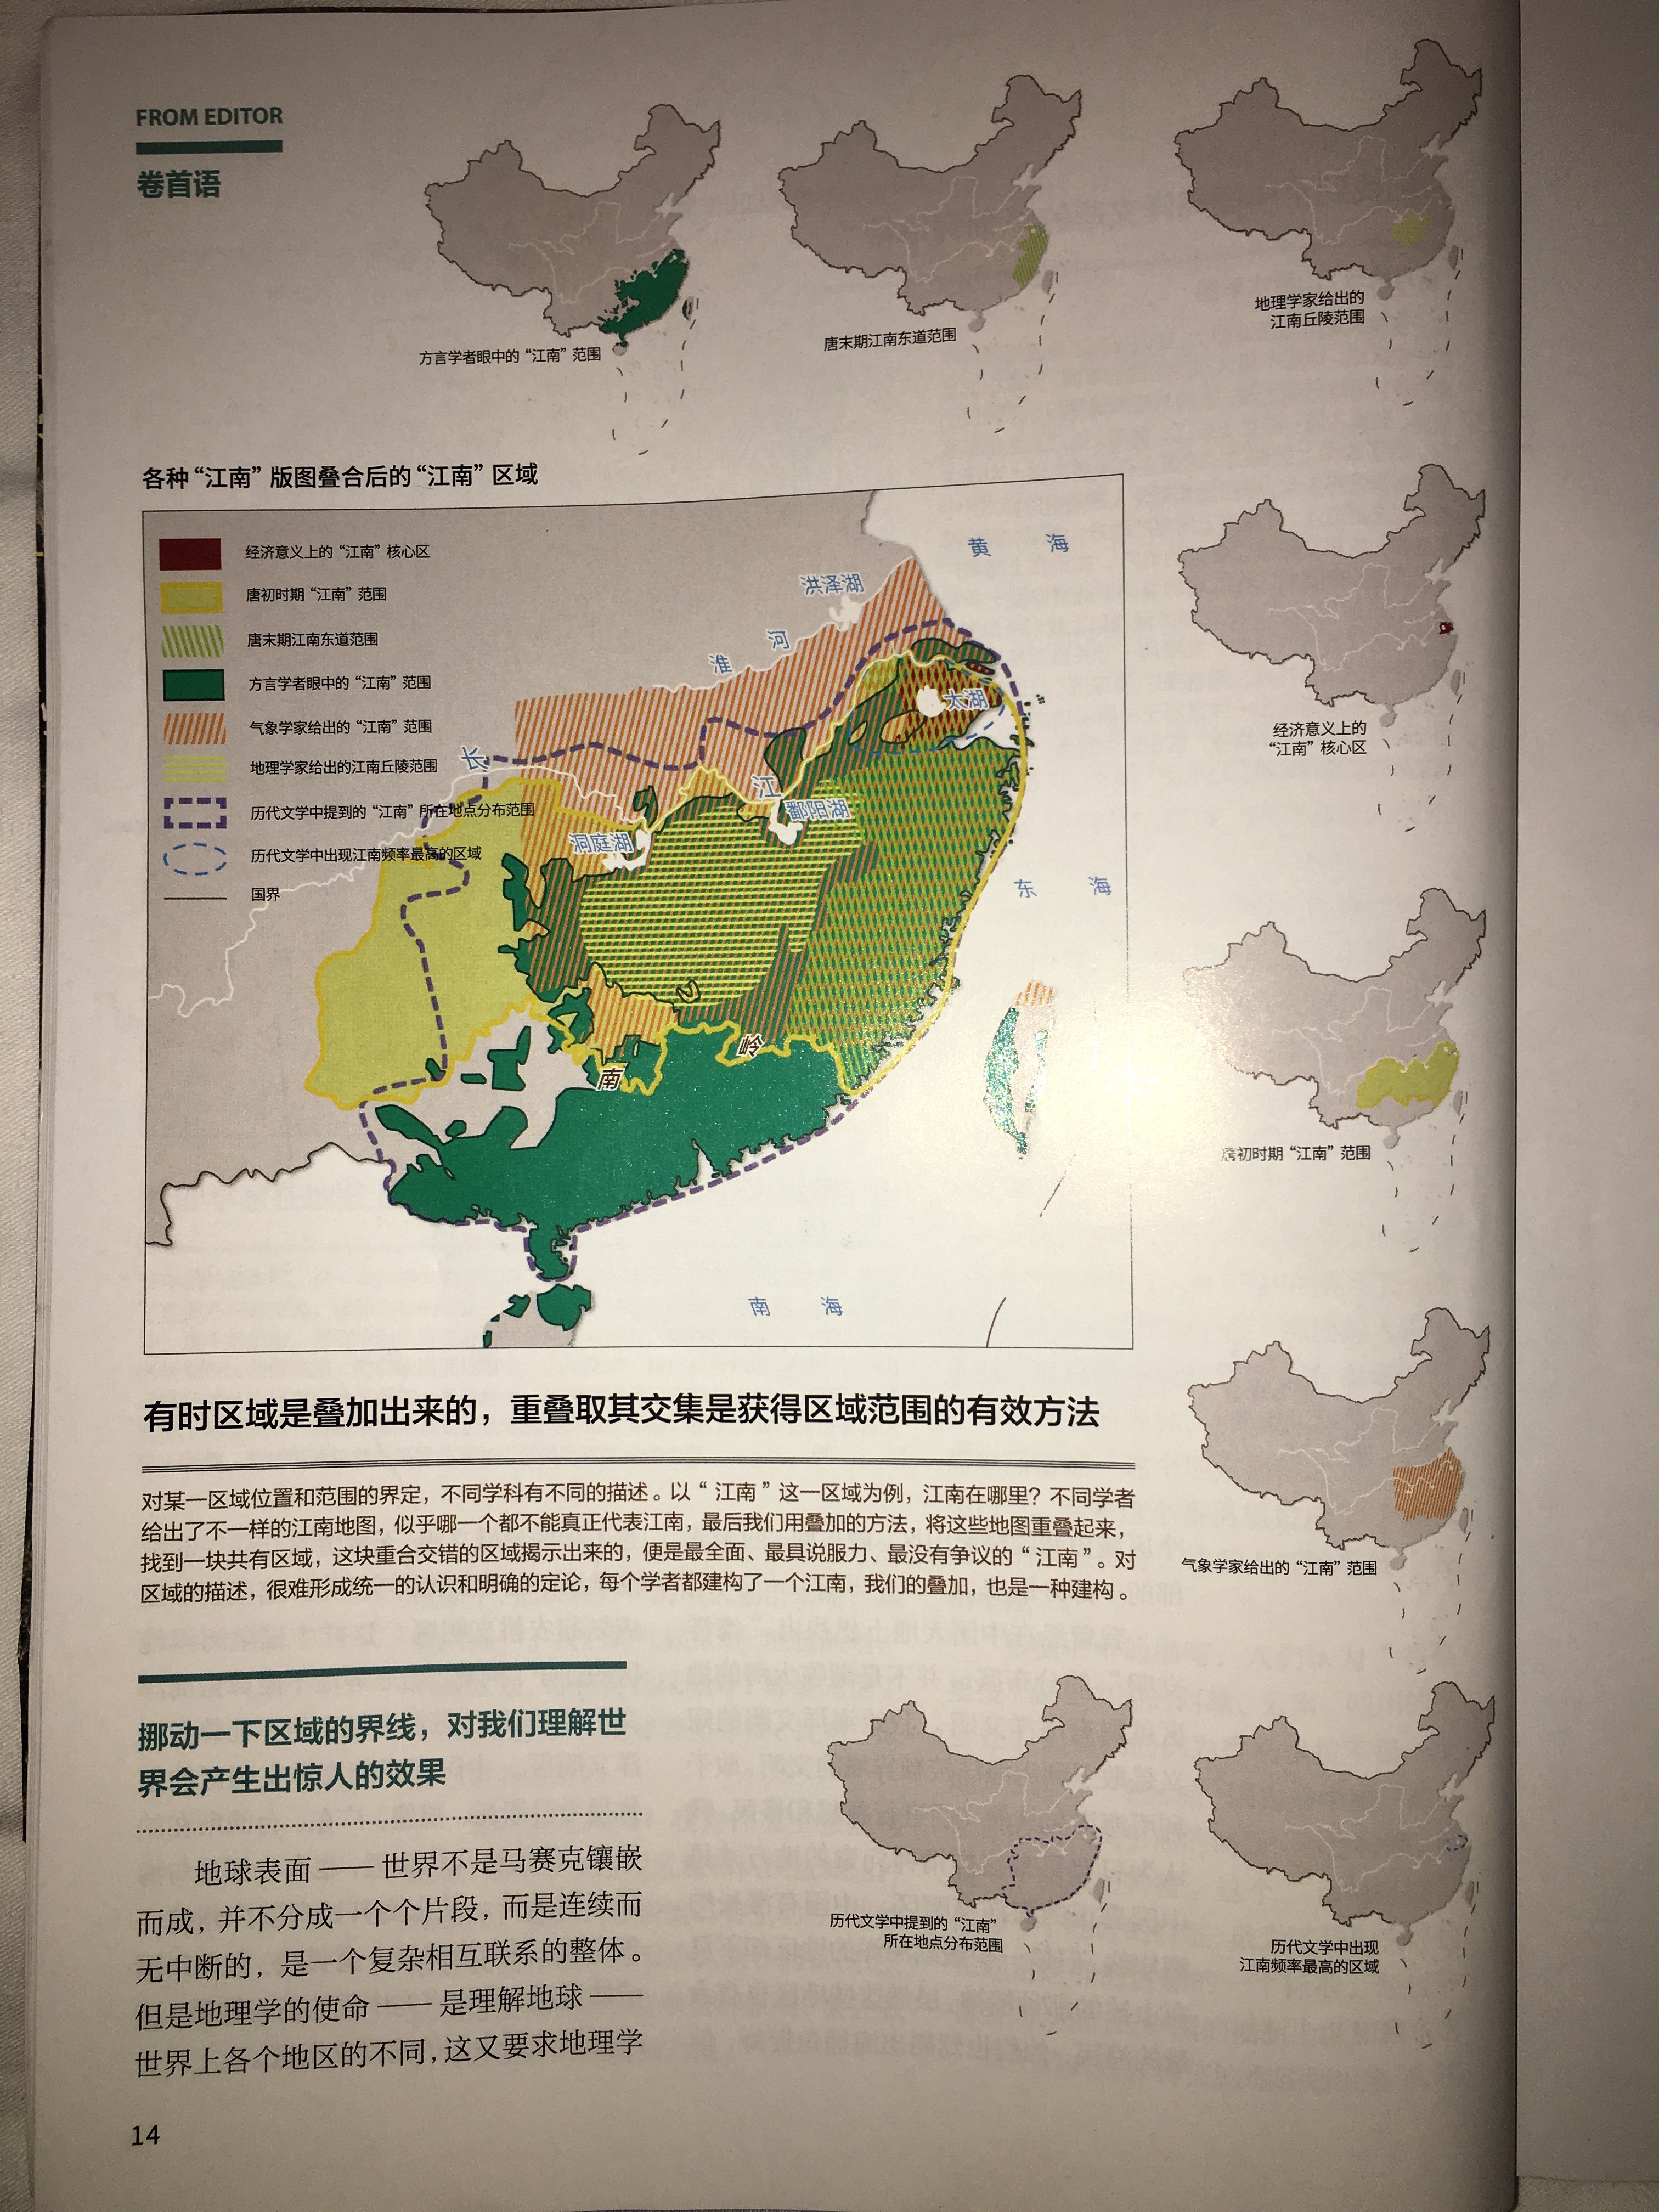 FROM EDITOR
卷首语
方言学者眼中的“江南”范围
唐末期江南东道范围
地理学家给出的
江南丘陵范围
各种“江南”版图叠合后的“江南”区域
经济意义上的“江南”核心区
唐初时期“江南”范围
唐末期江南东道范围
方言学者眼中的“江南”范围
气象学家给出的“江南”范围
地理学家给出的江南丘陵范围
历代文学中提到的“江南”所在地点分布范围
历代文学中出现江南频率最高的区域
国界
黄 海
洪泽湖
淮 河
太湖
长 江
鄱阳湖
洞庭湖
东 海
南 岭
南 海
经济意义上的
“江南”核心区
唐初时期“江南”范围
气象学家给出的“江南”范围
有时区域是叠加出来的，重叠取其交集是获得区域范围的有效方法
对某一区域位置和范围的界定，不同学科有不同的描述。以“江南”这一区域为例，江南在哪里？不同学者
给出了不一样的江南地图，似乎哪一个都不能真正代表江南，最后我们用叠加的方法，将这些地图重叠起来，
找到一块共有区域，这块重合交错的区域揭示出来的，便是最全面、最具说服力、最没有争议的“江南”。对
区域的描述，很难形成统一的认识和明确的定论，每个学者都建构了一个江南，我们的叠加，也是一种建构。
挪动一下区域的界线，对我们理解世
界会产生出惊人的效果
地球表面——世界不是马赛克镶嵌
而成，并不分成一个个片段，而是连续而
无中断的，是一个复杂相互联系的整体。
但是地理学的使命——是理解地球——
世界上各个地区的不同，这又要求地理学
历代文学中提到的“江南”
所在地点分布范围
历代文学中出现
江南频率最高的区域
14